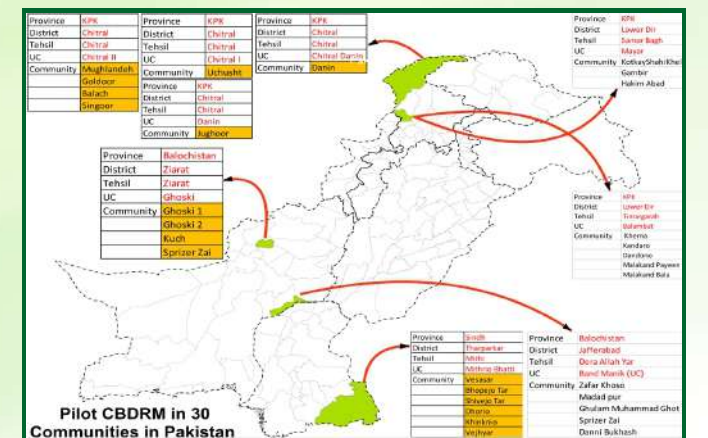 Province KPK
District Chitral
Tehsil Chitral
UC Chitral II
Community Mughlandeh
Goldoor
Balach
Singoor
Province KPK
District Chitral
Tehsil Chitral
UC Chitral I
Community Uchusht
Province KPK
District Chitral
Tehsil Chitral
UC Danin
Community Jughoor
Province KPK
District Chitral
Tehsil Chitral
UC Chitral Danin
Community Danin
Province KPK
District Lower Dir
Tehsil Samar Bagh
UC Mayar
Community KotkayShahiKhel
Gambir
Hakim Abad
Province Balochistan
District Ziarat
Tehsil Ziarat
UC Ghoski
Community Ghoski 1
Ghoski 2
Kuch
Sprizer Zai
Province KPK
District Lower Dir
Tehsil Timergarah
UC Balambat
Community Khema
Kandaro
Dandono
Malakand Payeen
Malakand Bala
Province Sindh
District Tharparkar
Tehsil Mithi
UC Mithrio Bhatti
Community Vesasar
Bhopejo Tar
Shivejo Tar
Dhorio
Vejhyar
Province Balochistan
District Jafferabad
Tehsil Dera Allah Yar
UC Band Manik (UC)
Community Zafar Khoso
Madad pur
Ghulam Muhammad Ghot
Sprizer Zai
Danni Bukhash
Pilot CBDRM in 30
Communities in Pakistan